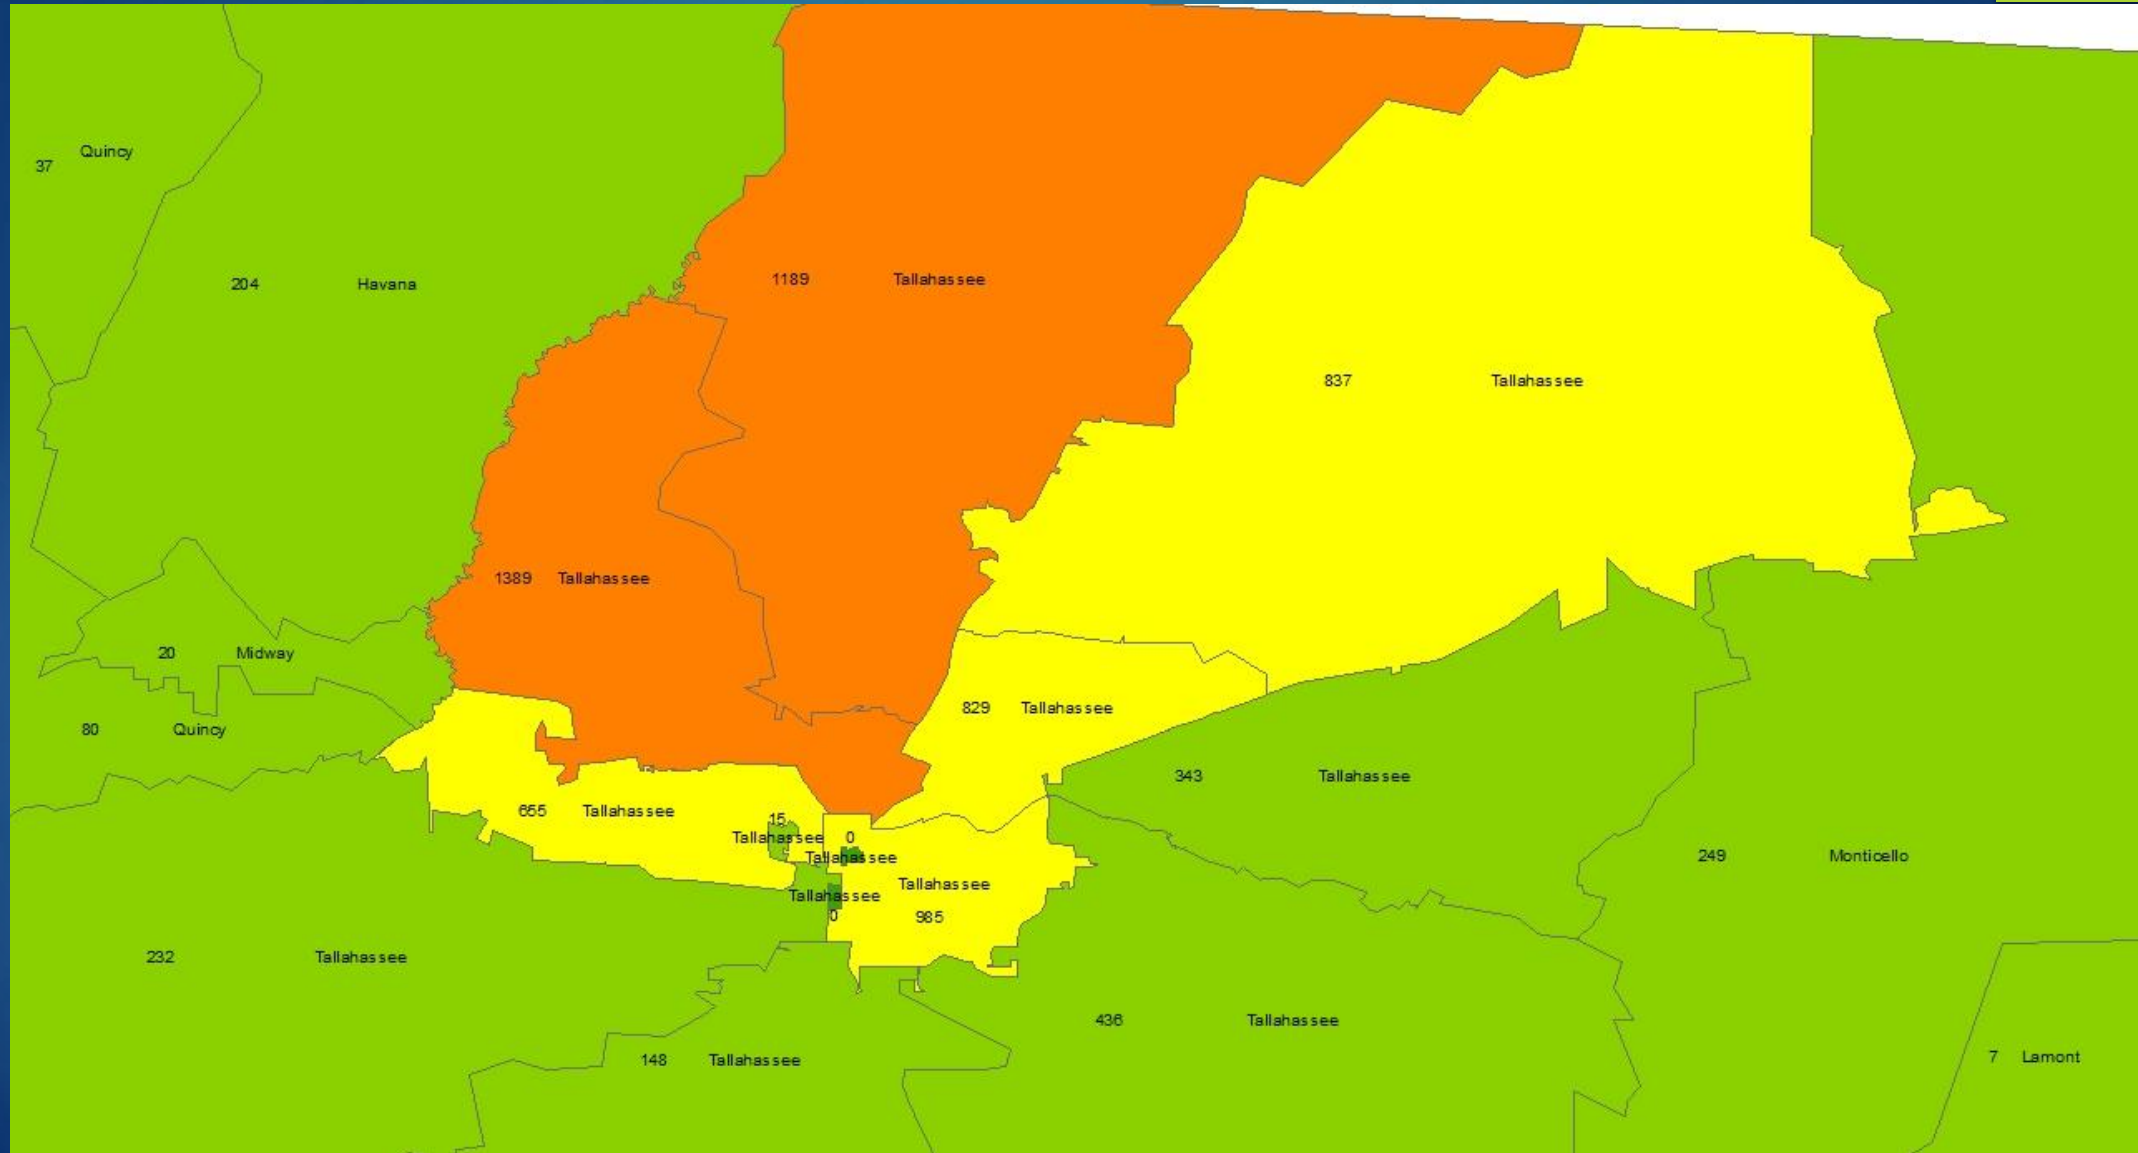 Quincy
37
1189 Tallahassee
204 Havana
837 Tallahassee
1389 Tallahassee
20 Midway
829 Tallahassee
80 Quincy
343 Tallahassee
655 Tallahassee
15
Tallahassee
0
Tallahassee
249 Monticello
Tallahassee
Tallahassee
0
985
232 Tallahassee
436 Tallahassee
148 Tallahassee
7 Lamont